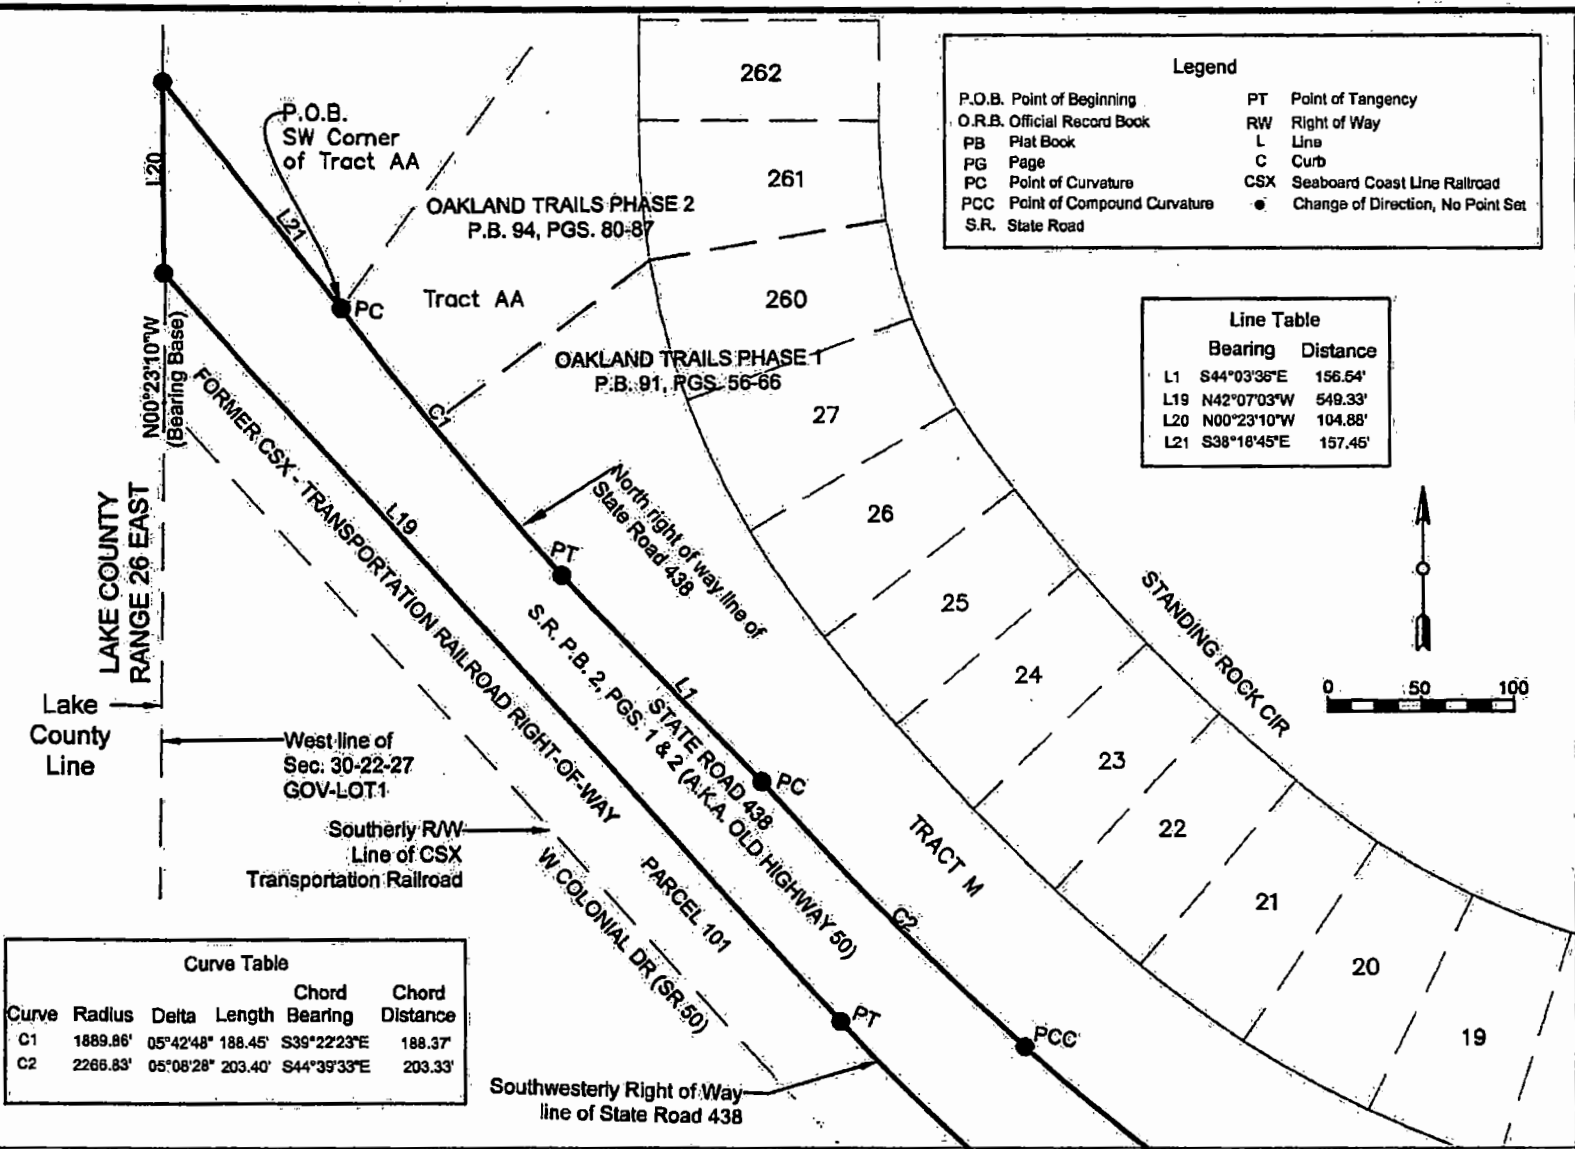 262
261
260
27
26
25
24
23
22
21
20
19
Legend
P.O.B. Point of Beginning
O.R.B. Official Record Book
PB Plat Book
PG Page
PC Point of Curvature
PCC Point of Compound Curvature
S.R. State Road
PT Point of Tangency
RW Right of Way
L Line
C Curb
CSX Seaboard Coast Line Railroad
● Change of Direction, No Point Set
P.O.B.
SW Corner
of Tract AA
L20
L21
OAKLAND TRAILS PHASE 2
P.B. 94, PGS. 80-87
Tract AA
PC
OAKLAND TRAILS PHASE 1
P.B. 91, PGS. 56-66
N00°23'10"W
(Bearing Base)
C1
Line Table
Bearing Distance
L1 S44°03'36"E 156.54'
L19 N42°07'03"W 549.33'
L20 N00°23'10"W 104.88'
L21 S38°18'45"E 157.45'
FORMER CSX - TRANSPORTATION RAILROAD RIGHT-OF-WAY
L19
North right of way line of
State Road 438
PT
LAKE COUNTY
RANGE 26 EAST
S.R. P.B. 2, PGS. 1 & 2 (A.K.A. OLD HIGHWAY 50)
STATE ROAD 438
L1
STANDING ROCK CIR
0 50 100
Lake
County
Line
West line of
Sec. 30-22-27
GOV-LOT1
PC
Southerly R/W
Line of CSX
Transportation Railroad
TRACT M
PARCEL 101
W COLONIAL DR (SR 50)
C2
PT
PCC
Curve Table
Curve Radius Delta Length Chord Bearing Chord Distance
C1 1889.86' 05°42'48" 188.45' S39°22'23"E 188.37'
C2 2266.83' 05°08'28" 203.40' S44°39'33"E 203.33'
Southwesterly Right of Way
line of State Road 438